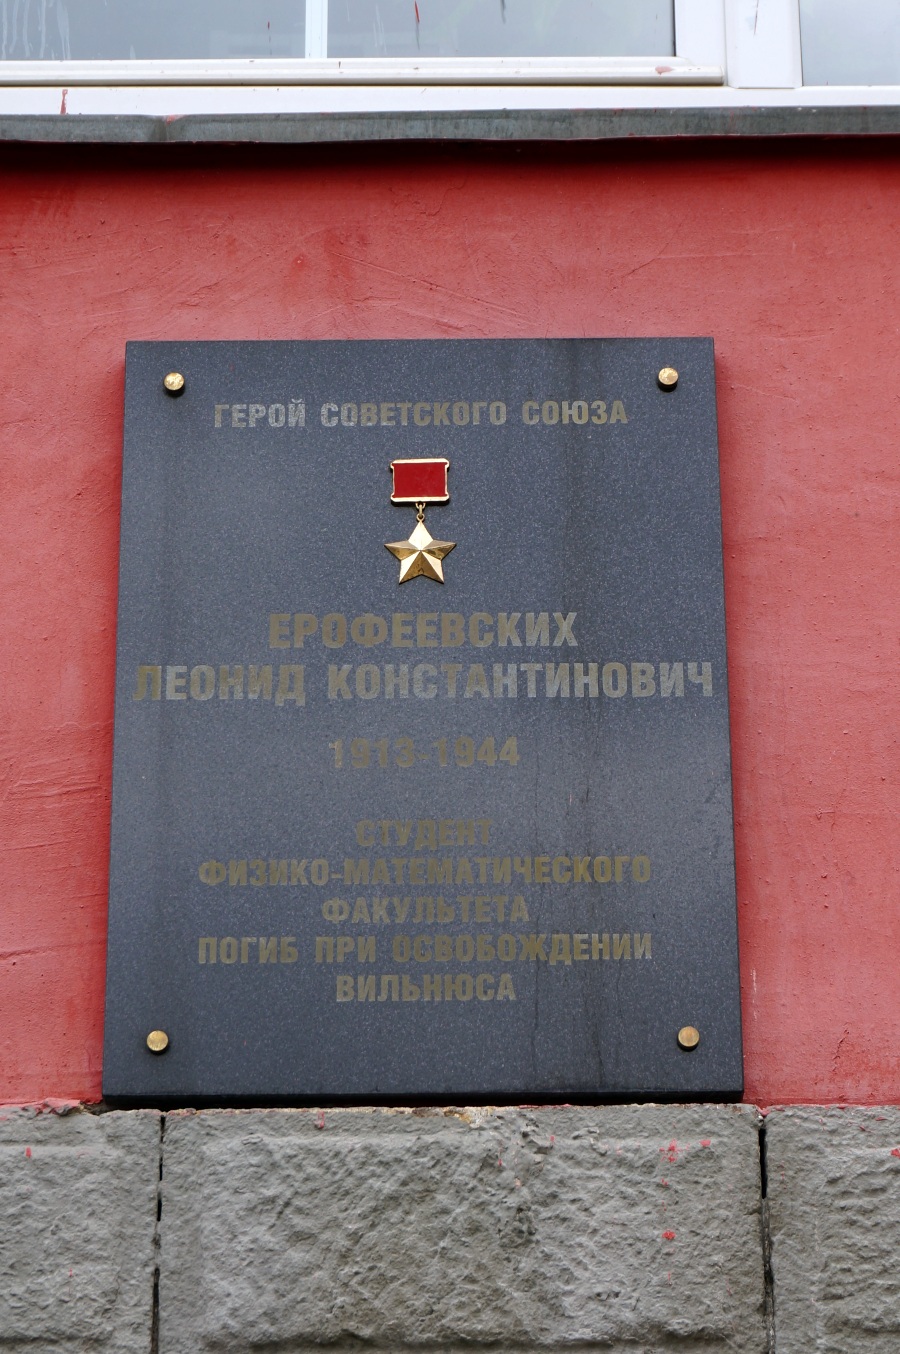 ГЕРОЙ СОВЕТСКОГО СОЮЗА
ЕРОФЕЕВСКИХ
ЛЕОНИД КОНСТАНТИНОВИЧ
1913-1944
СТУДЕНТ
ФИЗИКО-МАТЕМАТИЧЕСКОГО
ФАКУЛЬТЕТА
ПОГИБ ПРИ ОСВОБОЖДЕНИИ
ВИЛЬНЮСА